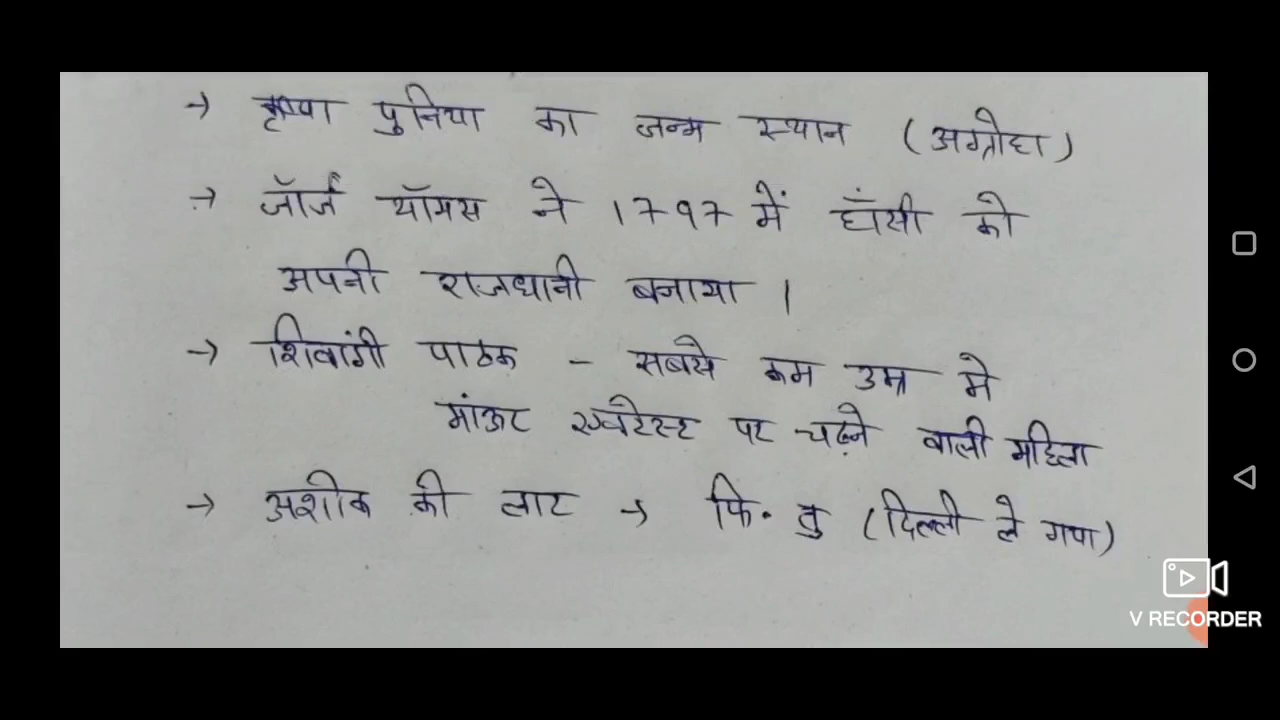 → कृष्णा पुनिया का जन्म स्थान (अग्रोहा)
→ जॉर्ज थॉमस ने 1797 में हाँसी को
अपनी राजधानी बनाया ।
→ शिवांगी पाठक - सबसे कम उम्र मे
मांऊट एवरेस्ट पर चढ़ने वाली महिला
→ अशोक की लाट → फि. तु (दिल्ली ले गया)
V RECORDER